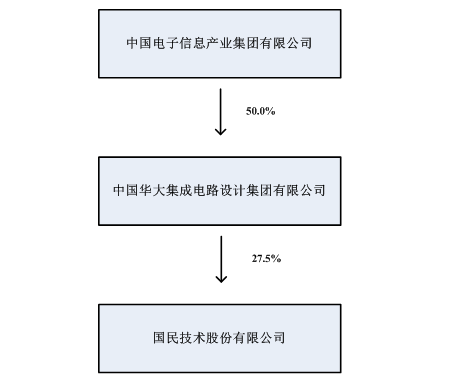 中国电子信息产业集团有限公司
50.0%
中国华大集成电路设计集团有限公司
27.5%
国民技术股份有限公司